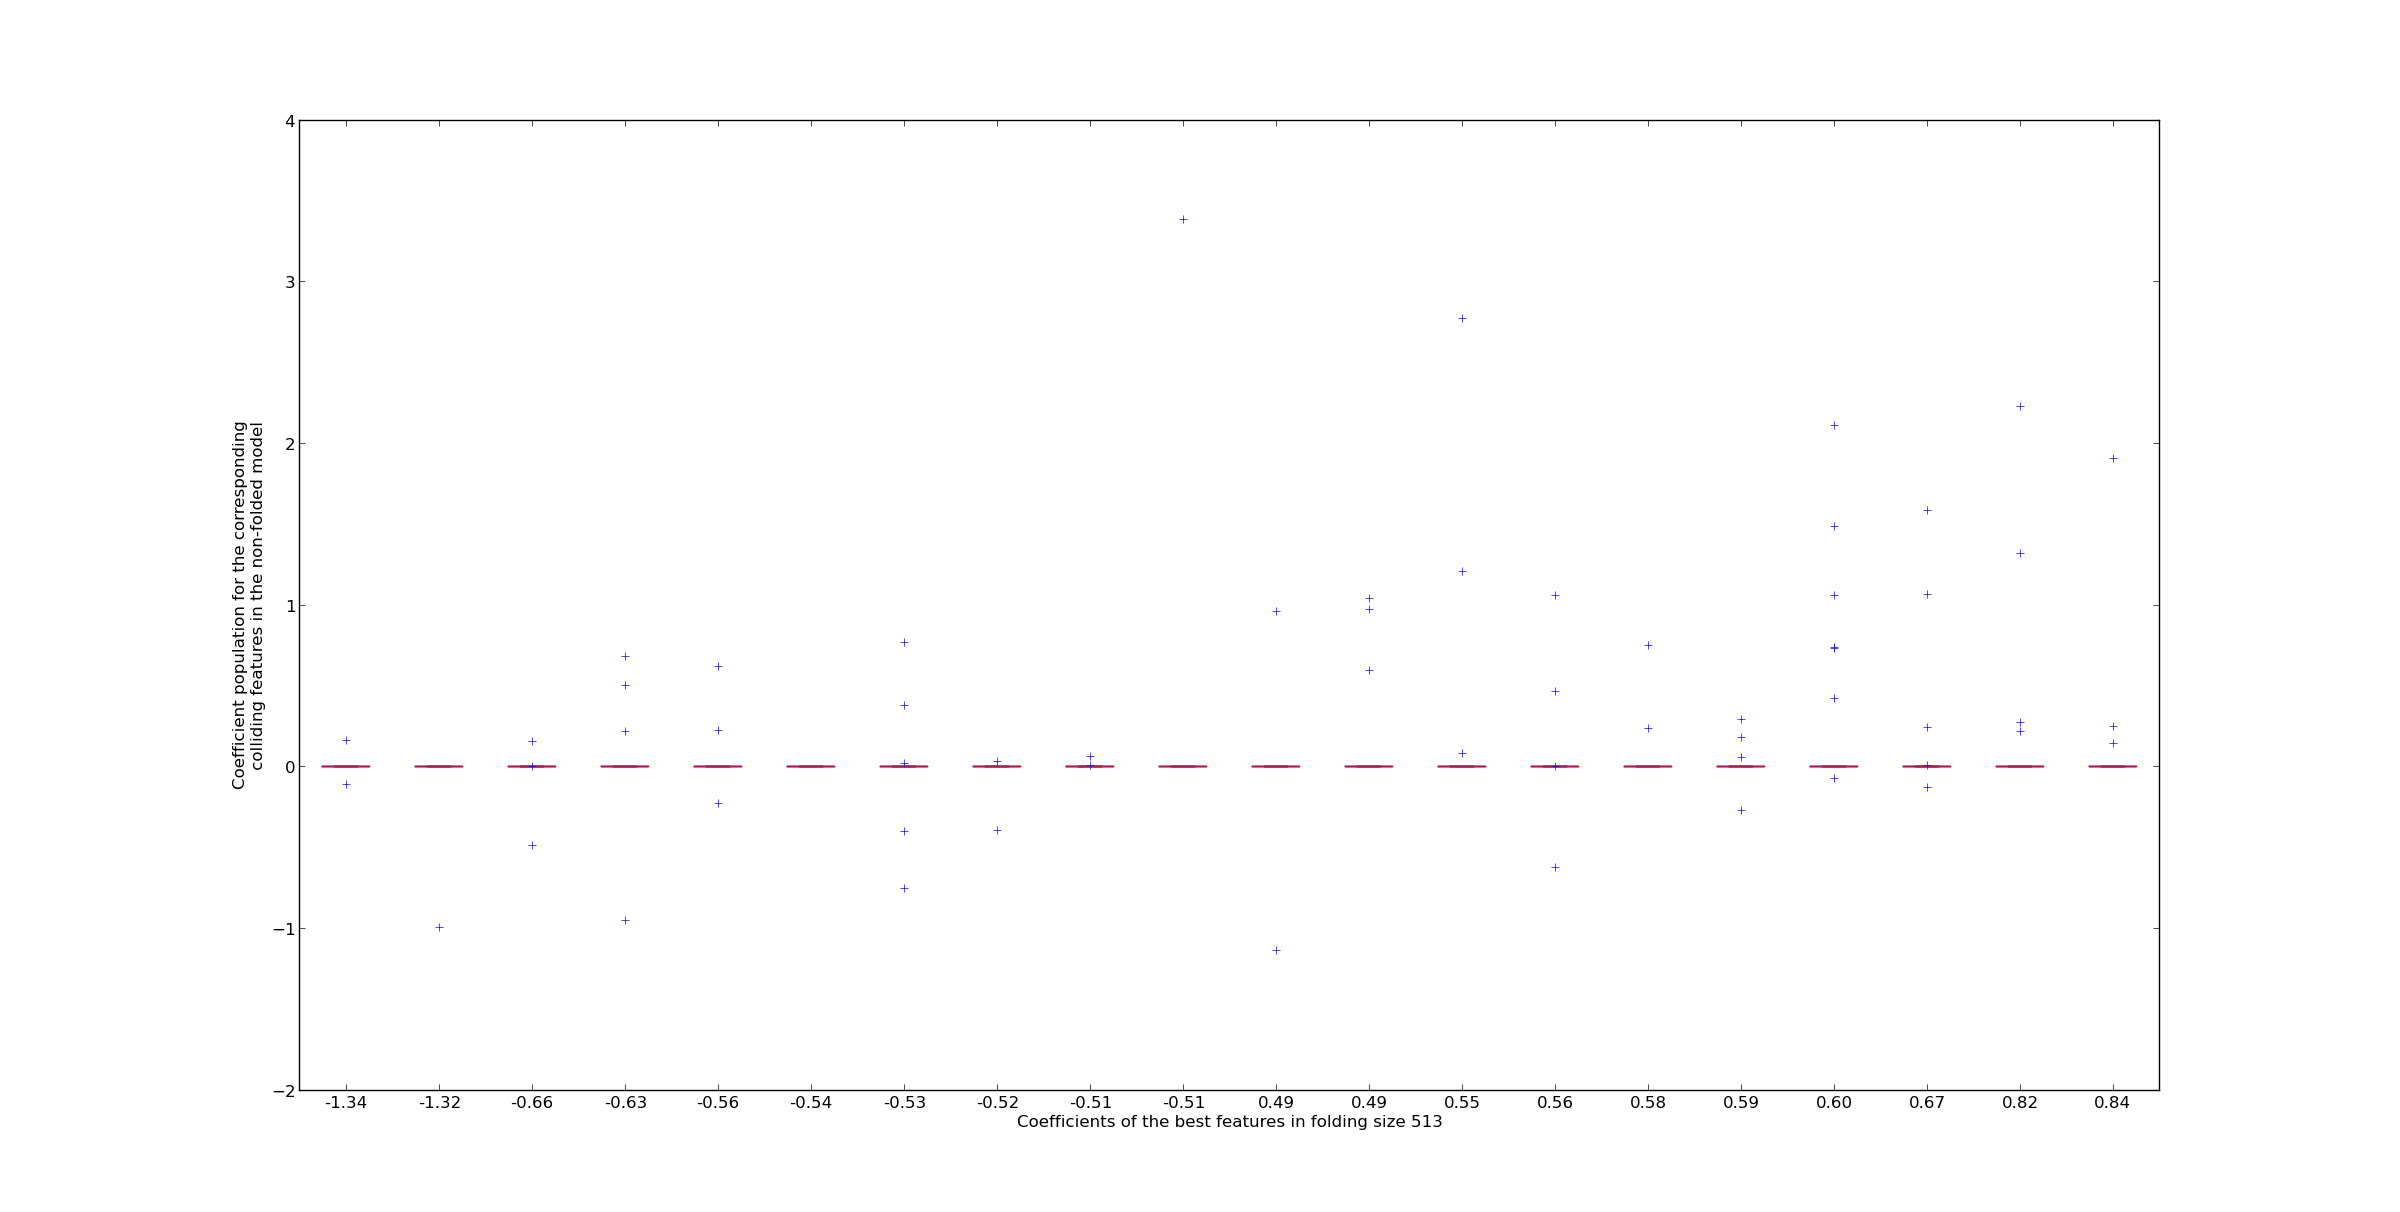 4
3
2
1
0
−1
−2
Coefficient population for the corresponding
colliding features in the non-folded model
-1.34 -1.32 -0.66 -0.63 -0.56 -0.54 -0.53 -0.52 -0.51 -0.51 0.49 0.49 0.55 0.56 0.58 0.59 0.60 0.67 0.82 0.84
Coefficients of the best features in folding size 513